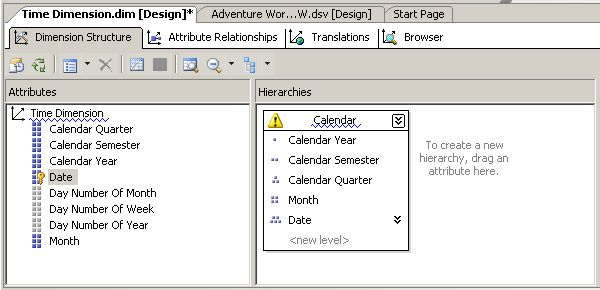 Time Dimension.dim [Design]* Adventure Wor...W.dsv [Design] Start Page
Dimension Structure Attribute Relationships Translations Browser
Attributes
Time Dimension
Calendar Quarter
Calendar Semester
Calendar Year
Date
Day Number Of Month
Day Number Of Week
Day Number Of Year
Month
Hierarchies
Calendar
Calendar Year
Calendar Semester
Calendar Quarter
Month
Date
<new level>
To create a new
hierarchy, drag an
attribute here.